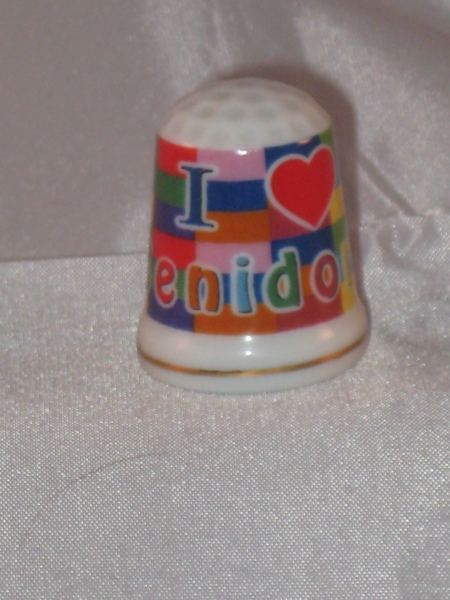 I ❤
enido